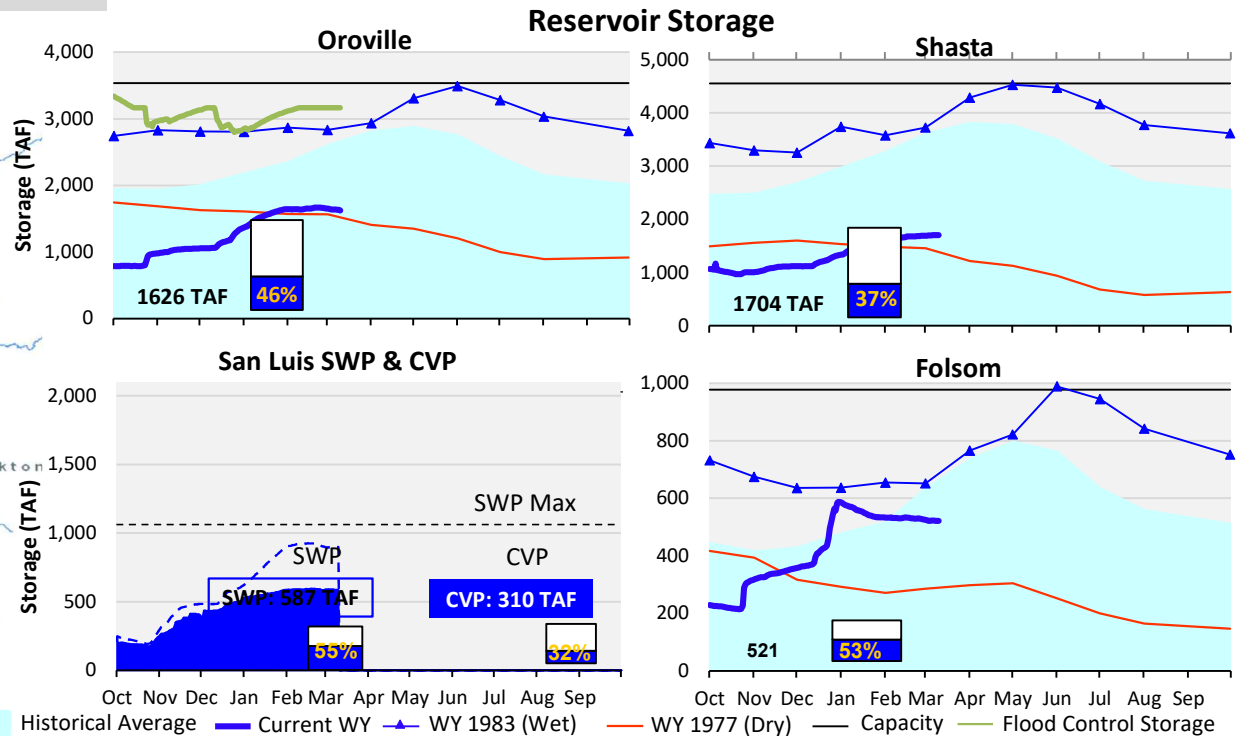 Reservoir Storage
Oroville
Storage (TAF)
4,000
3,000
2,000
1,000
0
1626 TAF
46%
Shasta
5,000
4,000
3,000
2,000
1,000
0
1704 TAF
37%
San Luis SWP & CVP
Storage (TAF)
2,000
1,500
1,000
500
0
SWP Max
SWP
CVP
SWP: 587 TAF
CVP: 310 TAF
55%
32%
Oct Nov Dec Jan Feb Mar Apr May Jun Jul Aug Sep
Folsom
1,000
800
600
400
200
0
521
53%
Oct Nov Dec Jan Feb Mar Apr May Jun Jul Aug Sep
kton
Historical Average Current WY WY 1983 (Wet) WY 1977 (Dry) Capacity Flood Control Storage